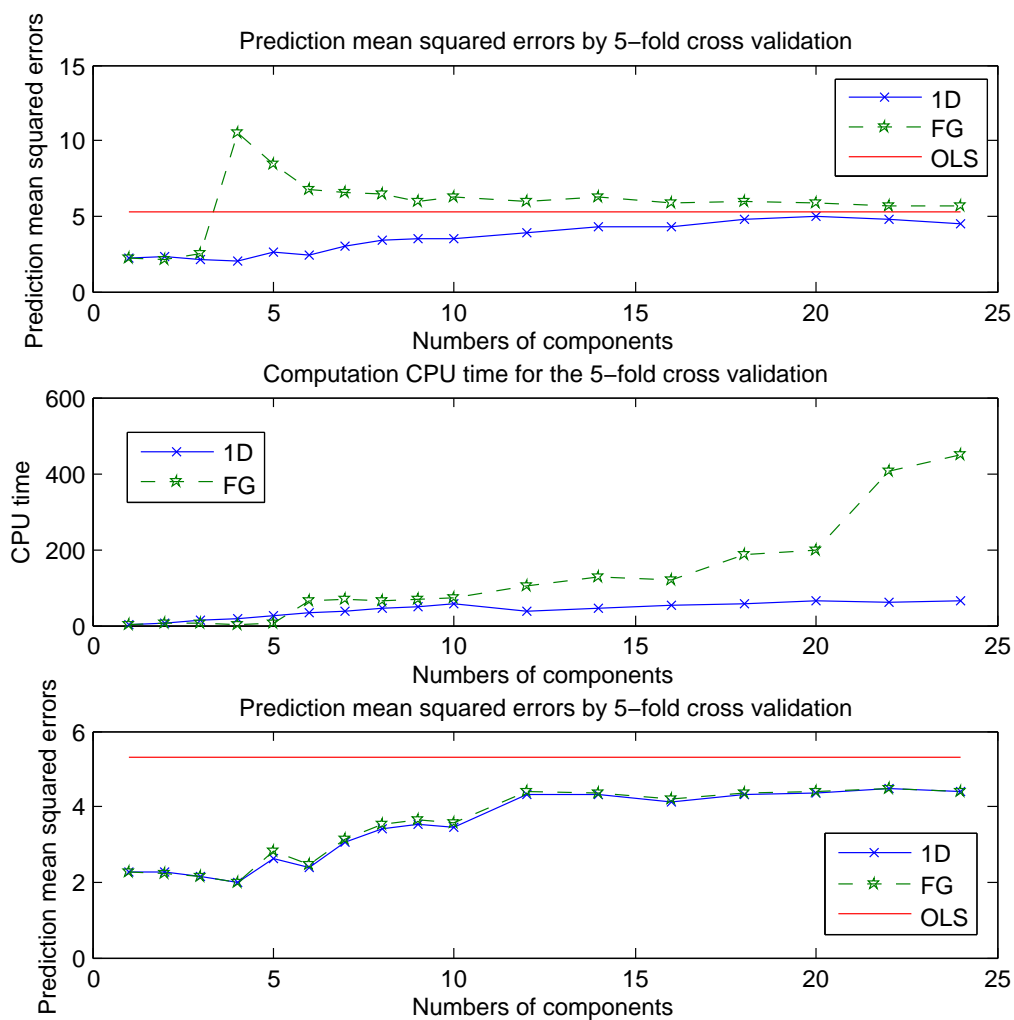 Prediction mean squared errors by 5−fold cross validation
Prediction mean squared errors
15
10
5
0
1D
FG
OLS
0
5
10
15
20
25
Numbers of components
Computation CPU time for the 5−fold cross validation
CPU time
600
400
200
0
1D
FG
0
5
10
15
20
25
Numbers of components
Prediction mean squared errors by 5−fold cross validation
Prediction mean squared errors
6
4
2
0
1D
FG
OLS
0
5
10
15
20
25
Numbers of components